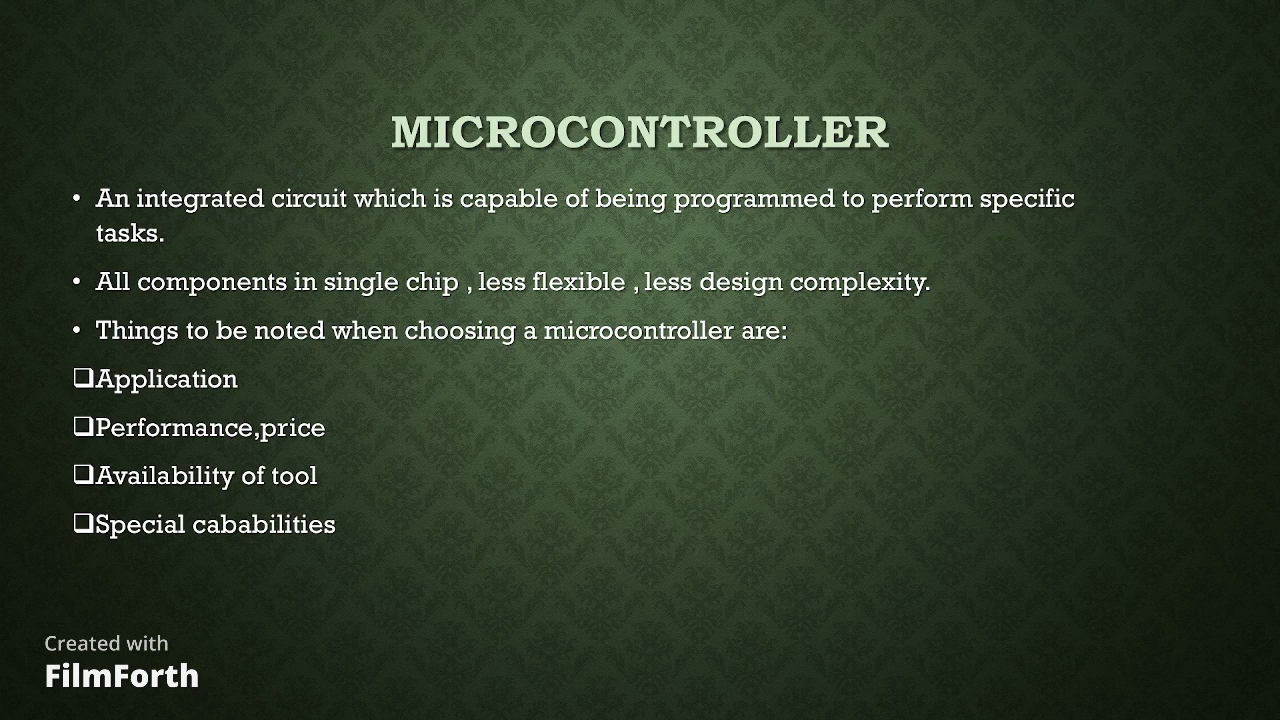 MICROCONTROLLER
• An integrated circuit which is capable of being programmed to perform specific
tasks.
• All components in single chip , less flexible , less design complexity.
• Things to be noted when choosing a microcontroller are:
❑Application
❑Performance,price
❑Availability of tool
❑Special cababilities
Created with
FilmForth